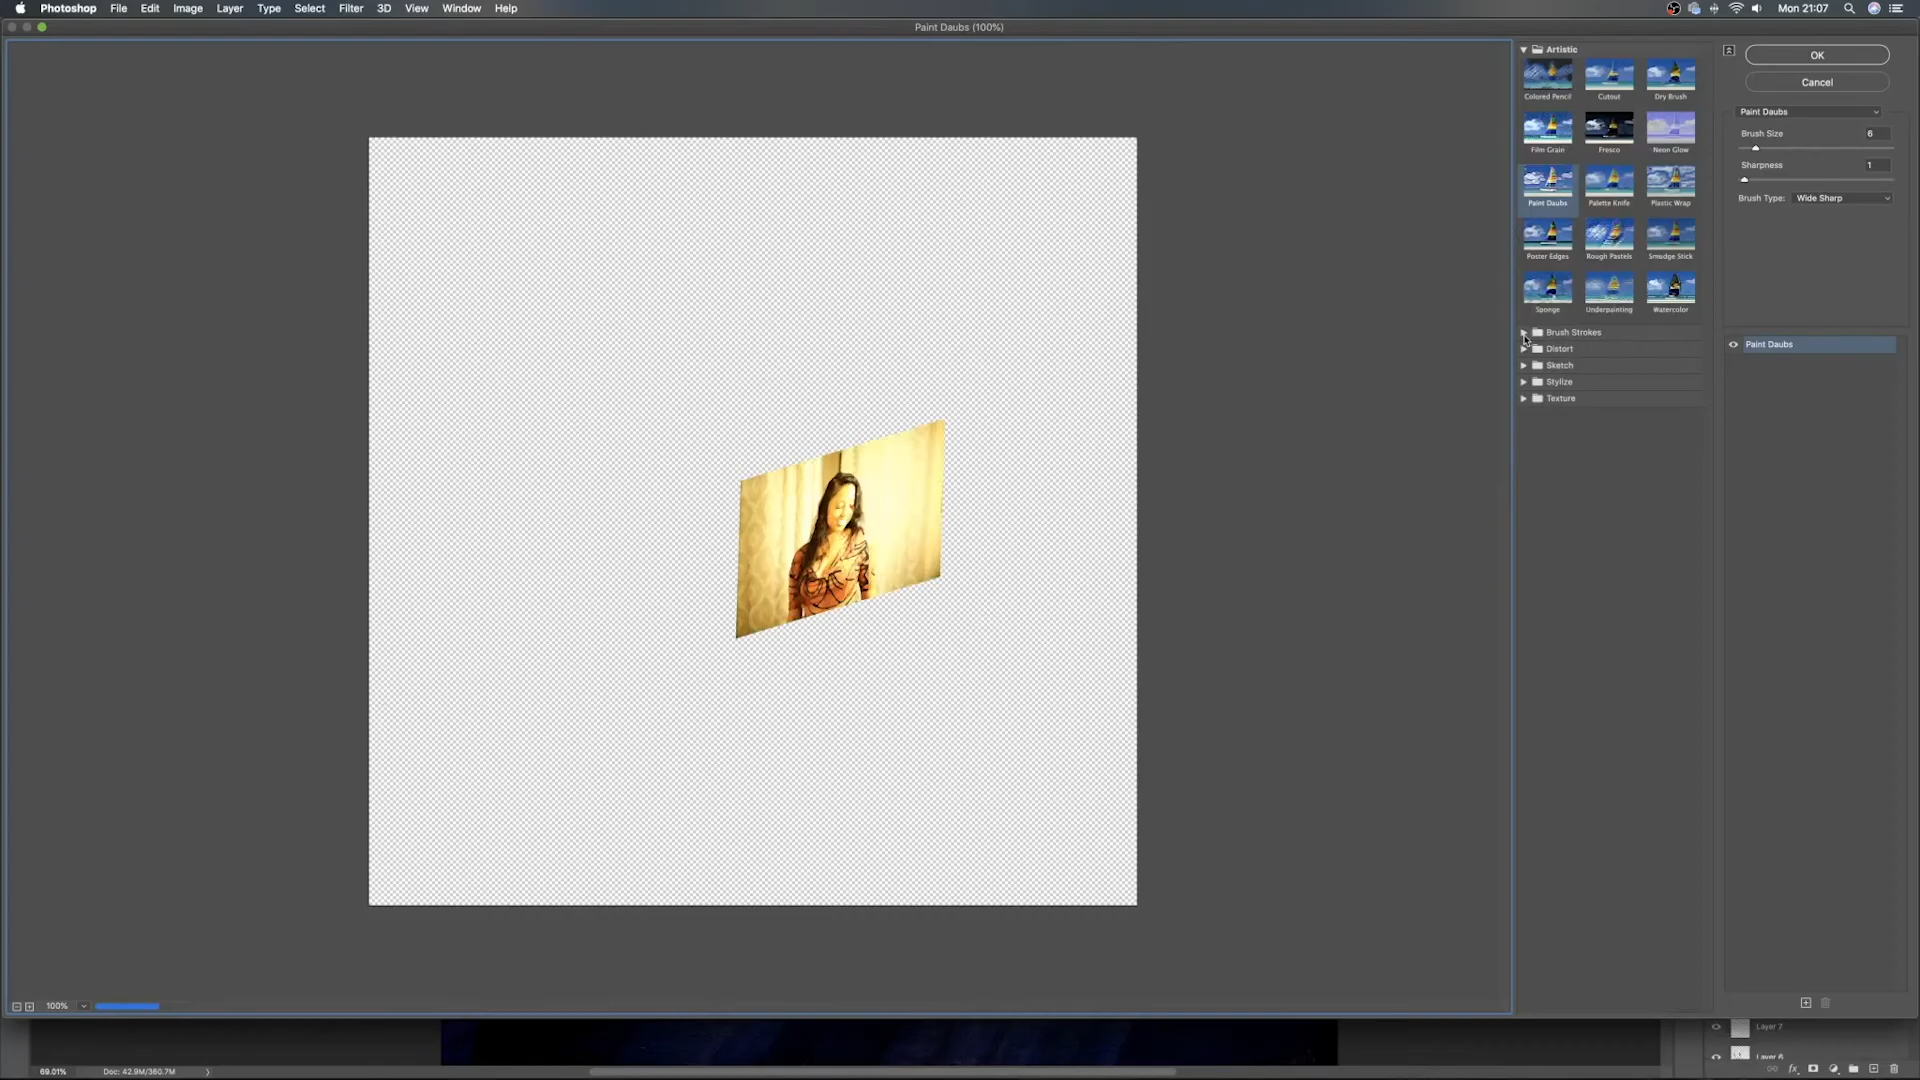 Photoshop File Edit Image Layer Type Select Filter 3D View Window Help Mon 21:07
Paint Daubs (100%)
Artistic
Colored Pencil Cutout Dry Brush
Film Grain Fresco Neon Glow
Paint Daubs Palette Knife Plastic Wrap
Poster Edges Rough Pastels Smudge Stick
Sponge Underpainting Watercolor
Brush Strokes
Distort
Sketch
Stylize
Texture
OK
Cancel
Paint Daubs
Brush Size 6
Sharpness 1
Brush Type: Wide Sharp
Paint Daubs
100%
Layer 7
Layer 6
69.01% Doc: 42.9M/360.7M